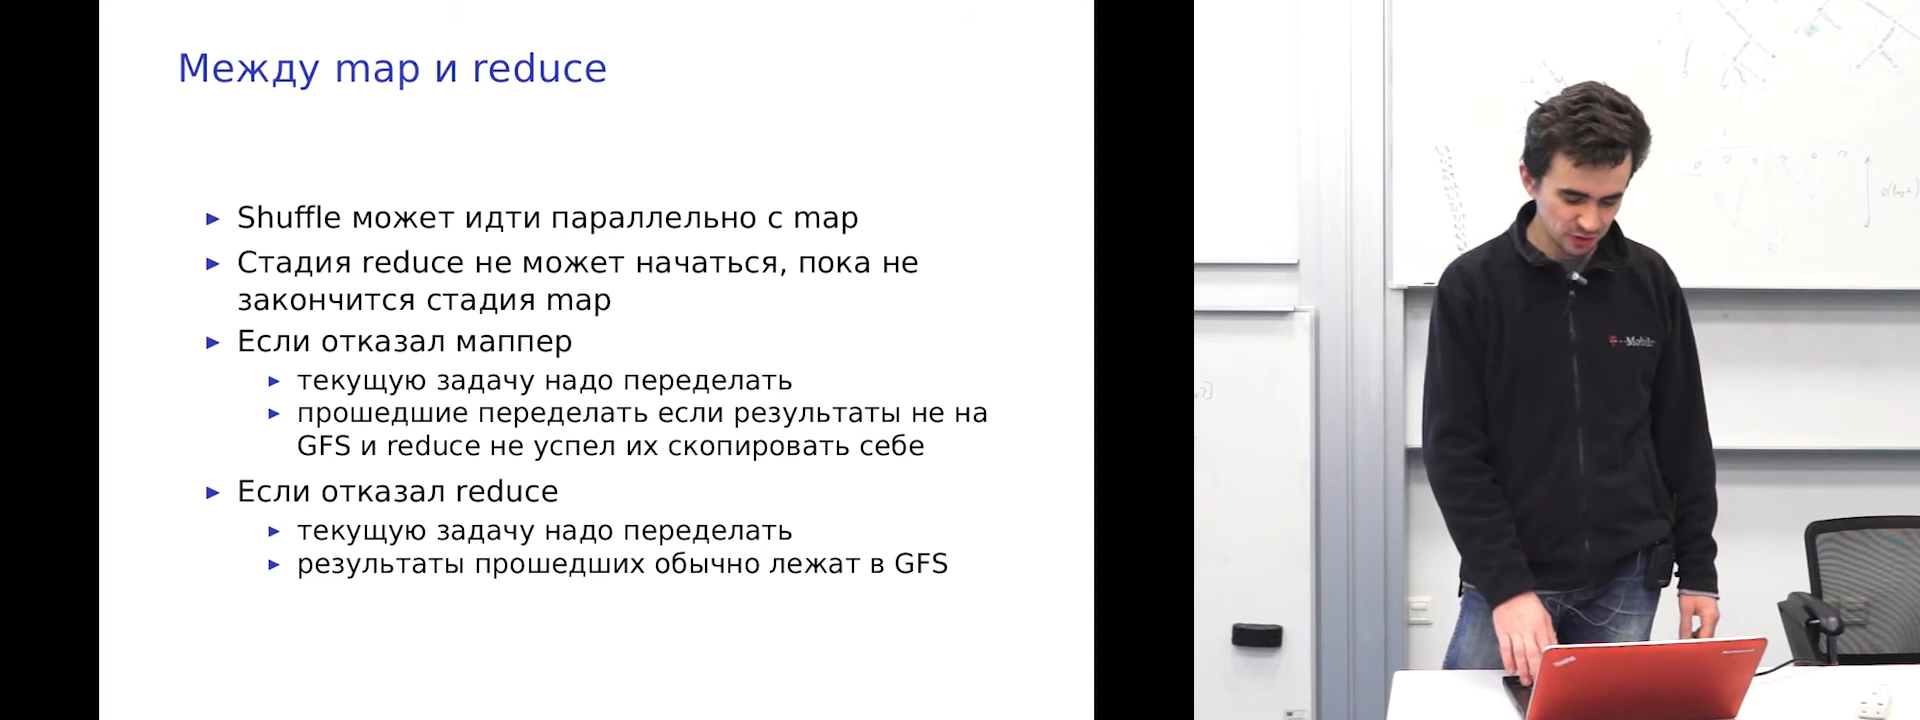 Между map и reduce
Shuffle может идти параллельно с map
Стадия reduce не может начаться, пока не
закончится стадия map
Если отказал маппер
текущую задачу надо переделать
прошедшие переделать если результаты не на
GFS и reduce не успел их скопировать себе
Если отказал reduce
текущую задачу надо переделать
результаты прошедших обычно лежат в GFS
ThinkPad